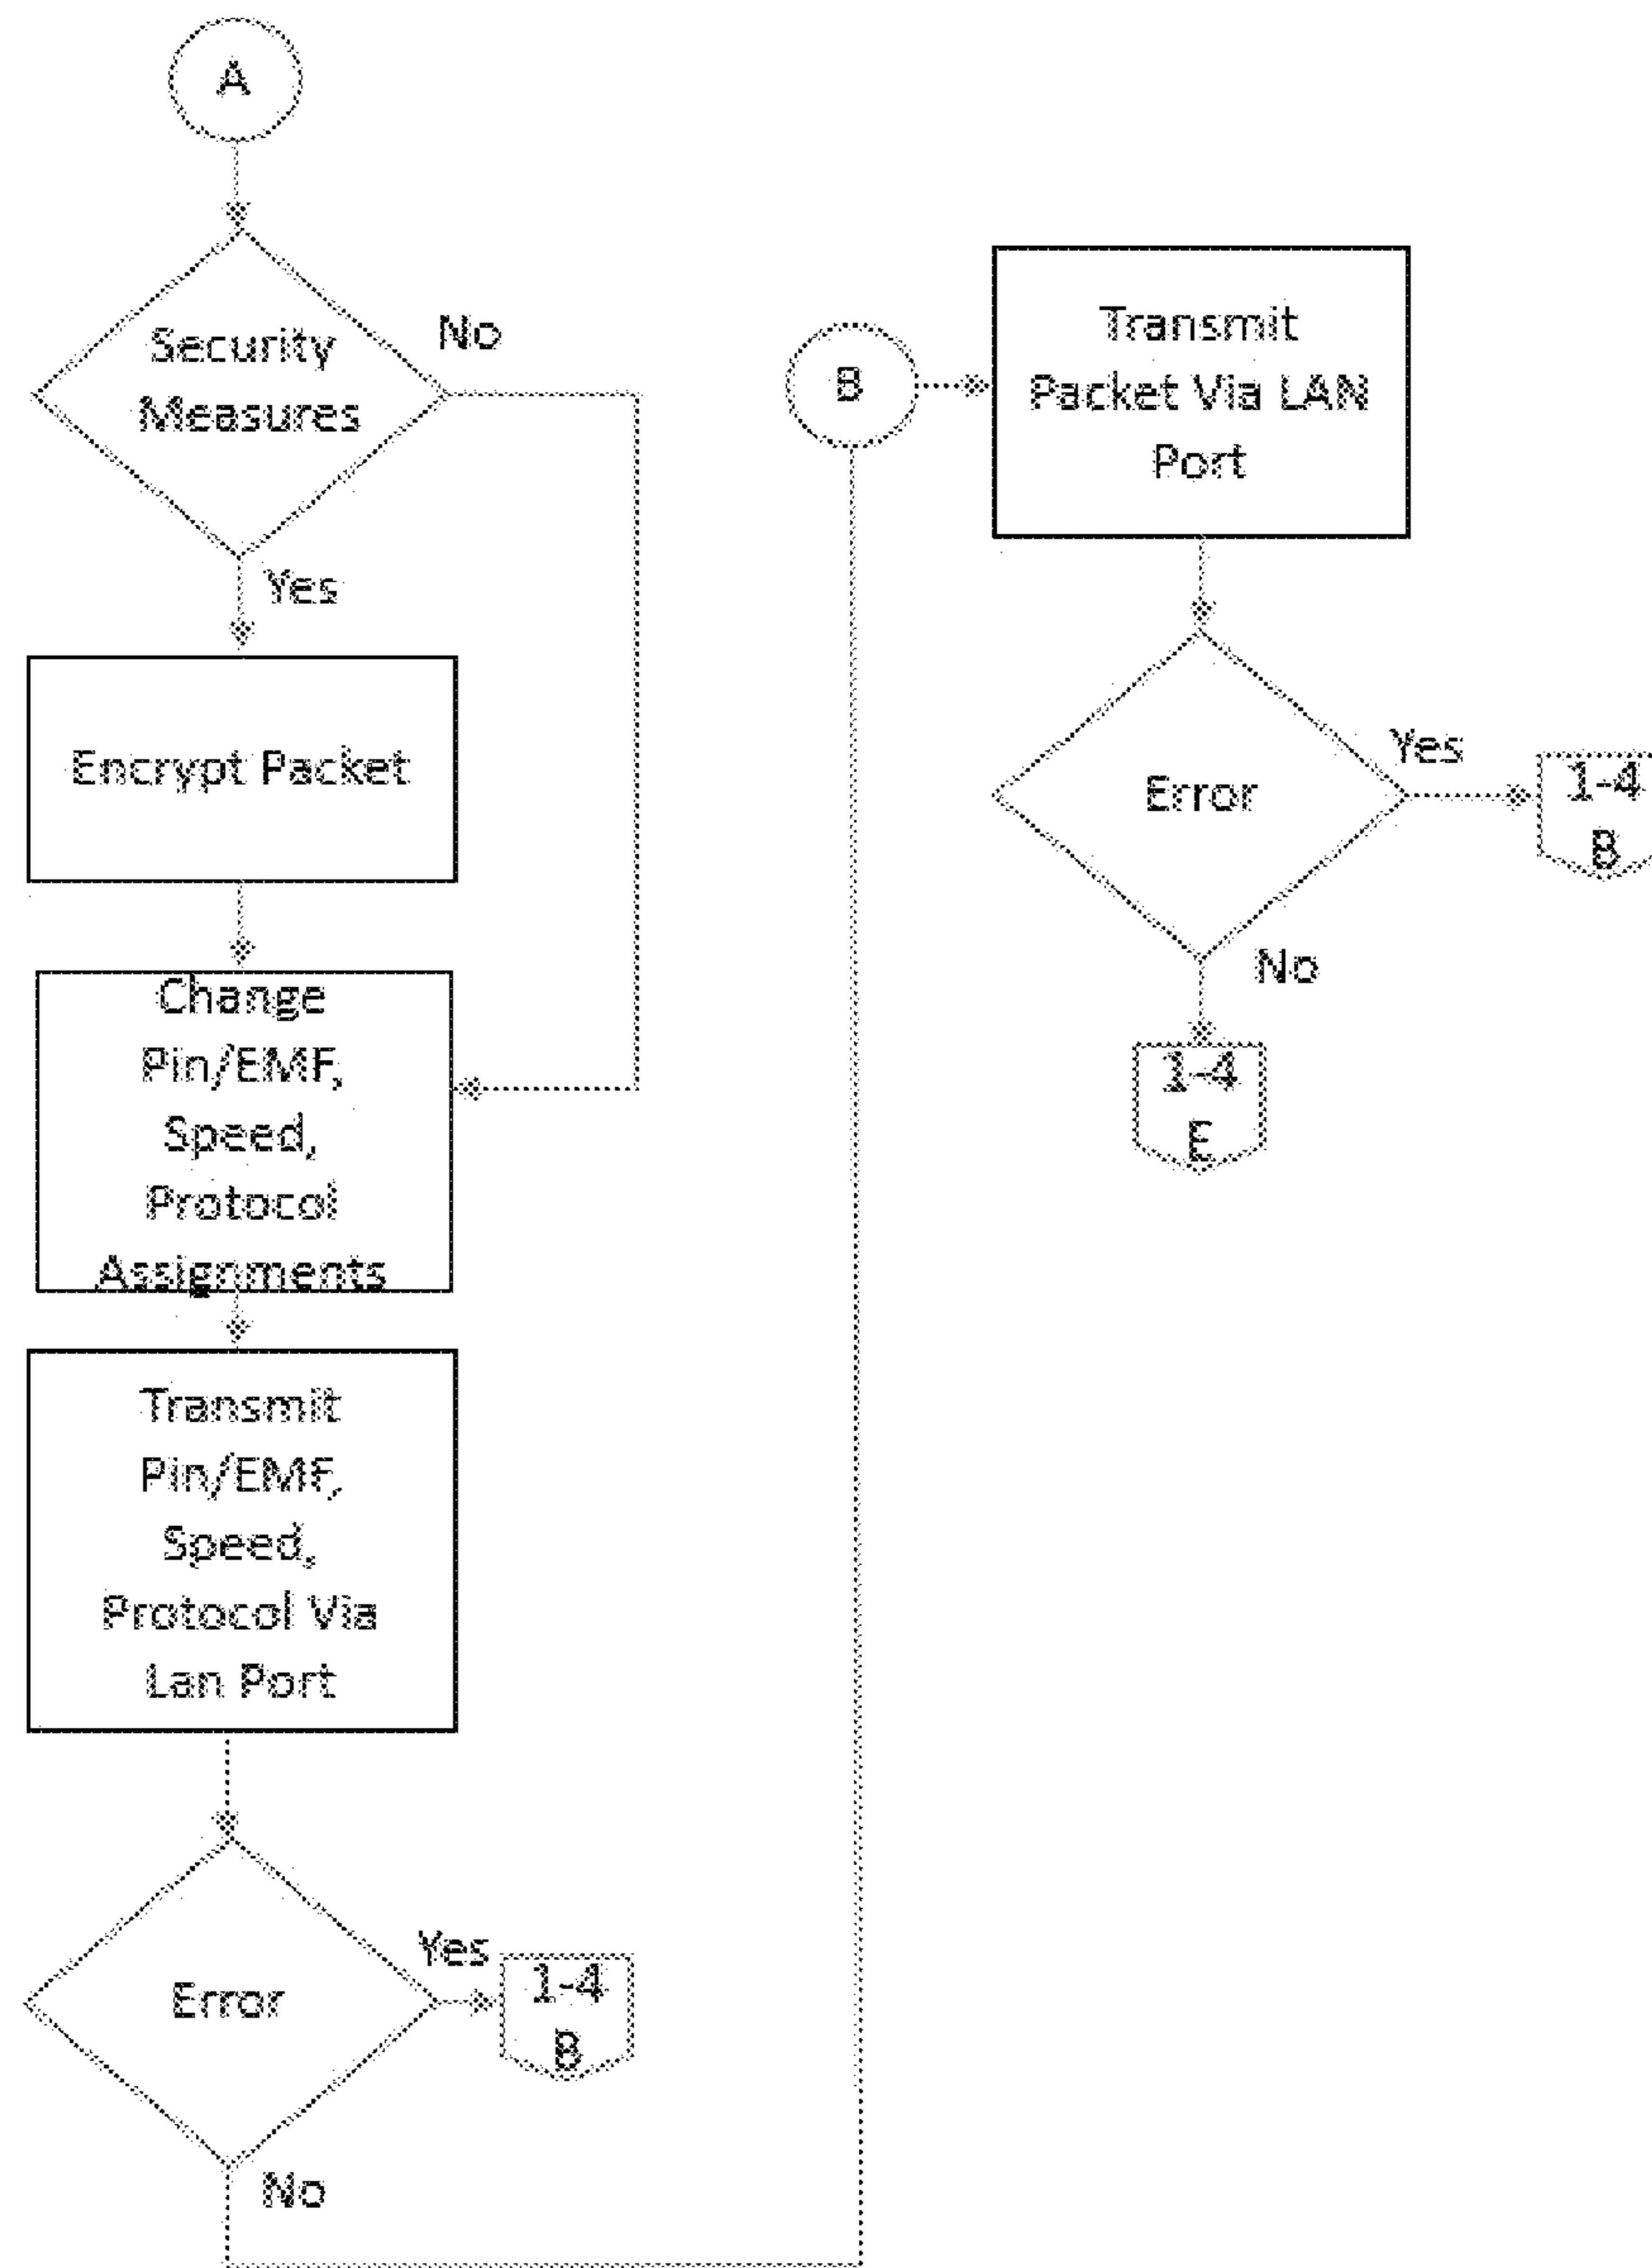 A
Security
Measures
No
Yes
Encrypt Packet
Change
Pin/EMF,
Speed,
Protocol
Assignments
Transmit
Pin/EMF,
Speed,
Protocol Via
Lan Port
Error
Yes
1-4
B
No
B
Transmit
Packet Via LAN
Port
Error
Yes
1-4
B
No
1-4
E